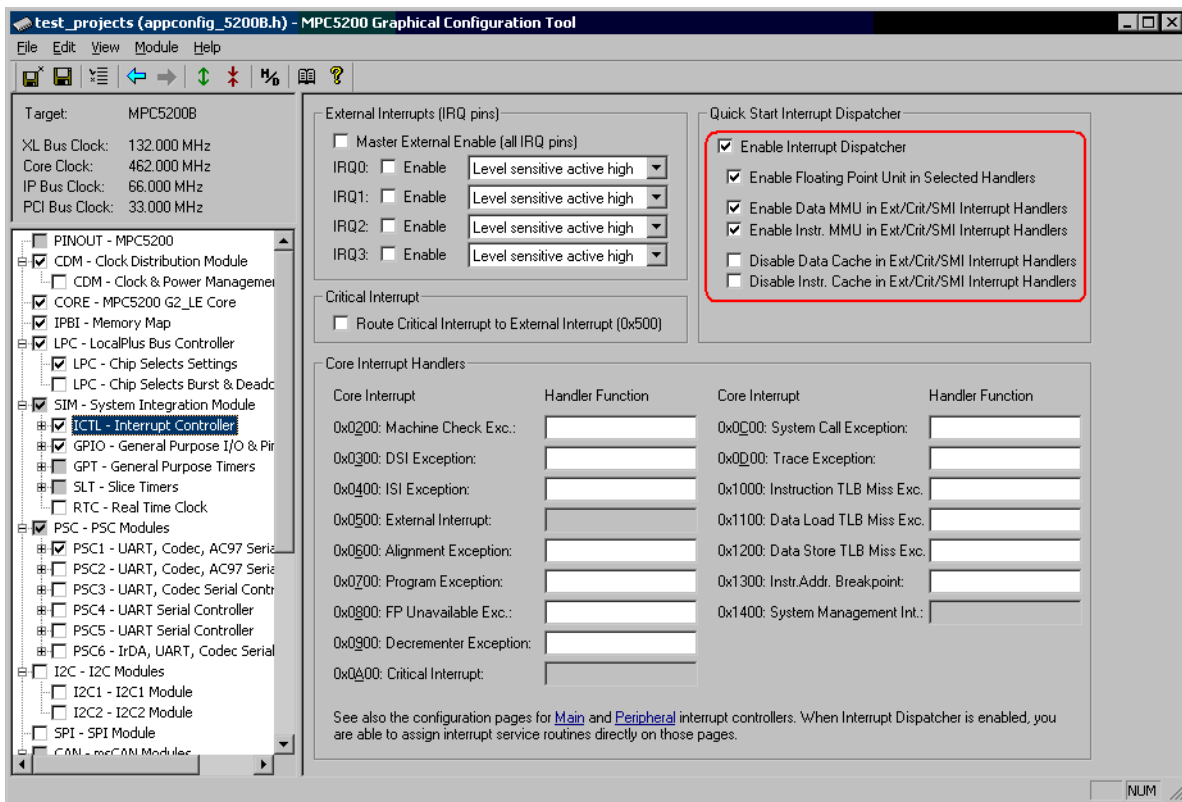 test_projects (appconfig_5200B.h) - MPC5200 Graphical Configuration Tool
File Edit View Module Help
Target: MPC5200B
XL Bus Clock: 132.000 MHz
Core Clock: 462.000 MHz
IP Bus Clock: 66.000 MHz
PCI Bus Clock: 33.000 MHz
PINOUT - MPC5200
CDM - Clock Distribution Module
CDM - Clock & Power Managemen
CORE - MPC5200 G2_LE Core
IPBI - Memory Map
LPC - LocalPlus Bus Controller
LPC - Chip Selects Settings
LPC - Chip Selects Burst & Deadc
SIM - System Integration Module
ICTL - Interrupt Controller
GPIO - General Purpose I/O & Pin
GPT - General Purpose Timers
SLT - Slice Timers
RTC - Real Time Clock
PSC - PSC Modules
PSC1 - UART, Codec, AC97 Seria
PSC2 - UART, Codec, AC97 Seria
PSC3 - UART, Codec Serial Contr
PSC4 - UART Serial Controller
PSC5 - UART Serial Controller
PSC6 - IrDA, UART, Codec Serial
I2C - I2C Modules
I2C1 - I2C1 Module
I2C2 - I2C2 Module
SPI - SPI Module
CAN - msCAN Modules
External Interrupts (IRQ pins)
Master External Enable (all IRQ pins)
IRQ0: Enable Level sensitive active high
IRQ1: Enable Level sensitive active high
IRQ2: Enable Level sensitive active high
IRQ3: Enable Level sensitive active high
Critical Interrupt
Route Critical Interrupt to External Interrupt (0x500)
Quick Start Interrupt Dispatcher
Enable Interrupt Dispatcher
Enable Floating Point Unit in Selected Handlers
Enable Data MMU in Ext/Crit/SMI Interrupt Handlers
Enable Instr. MMU in Ext/Crit/SMI Interrupt Handlers
Disable Data Cache in Ext/Crit/SMI Interrupt Handlers
Disable Instr. Cache in Ext/Crit/SMI Interrupt Handlers
Core Interrupt Handlers
Core Interrupt Handler Function Core Interrupt Handler Function
0x0200: Machine Check Exc.: 0x0C00: System Call Exception:
0x0300: DSI Exception: 0x0D00: Trace Exception:
0x0400: ISI Exception: 0x1000: Instruction TLB Miss Exc.
0x0500: External Interrupt: 0x1100: Data Load TLB Miss Exc.
0x0600: Alignment Exception: 0x1200: Data Store TLB Miss Exc.
0x0700: Program Exception: 0x1300: Instr.Addr. Breakpoint:
0x0800: FP Unavailable Exc.: 0x1400: System Management Int.:
0x0900: Decrementer Exception:
0x0A00: Critical Interrupt:
See also the configuration pages for Main and Peripheral interrupt controllers. When Interrupt Dispatcher is enabled, you
are able to assign interrupt service routines directly on those pages.
NUM